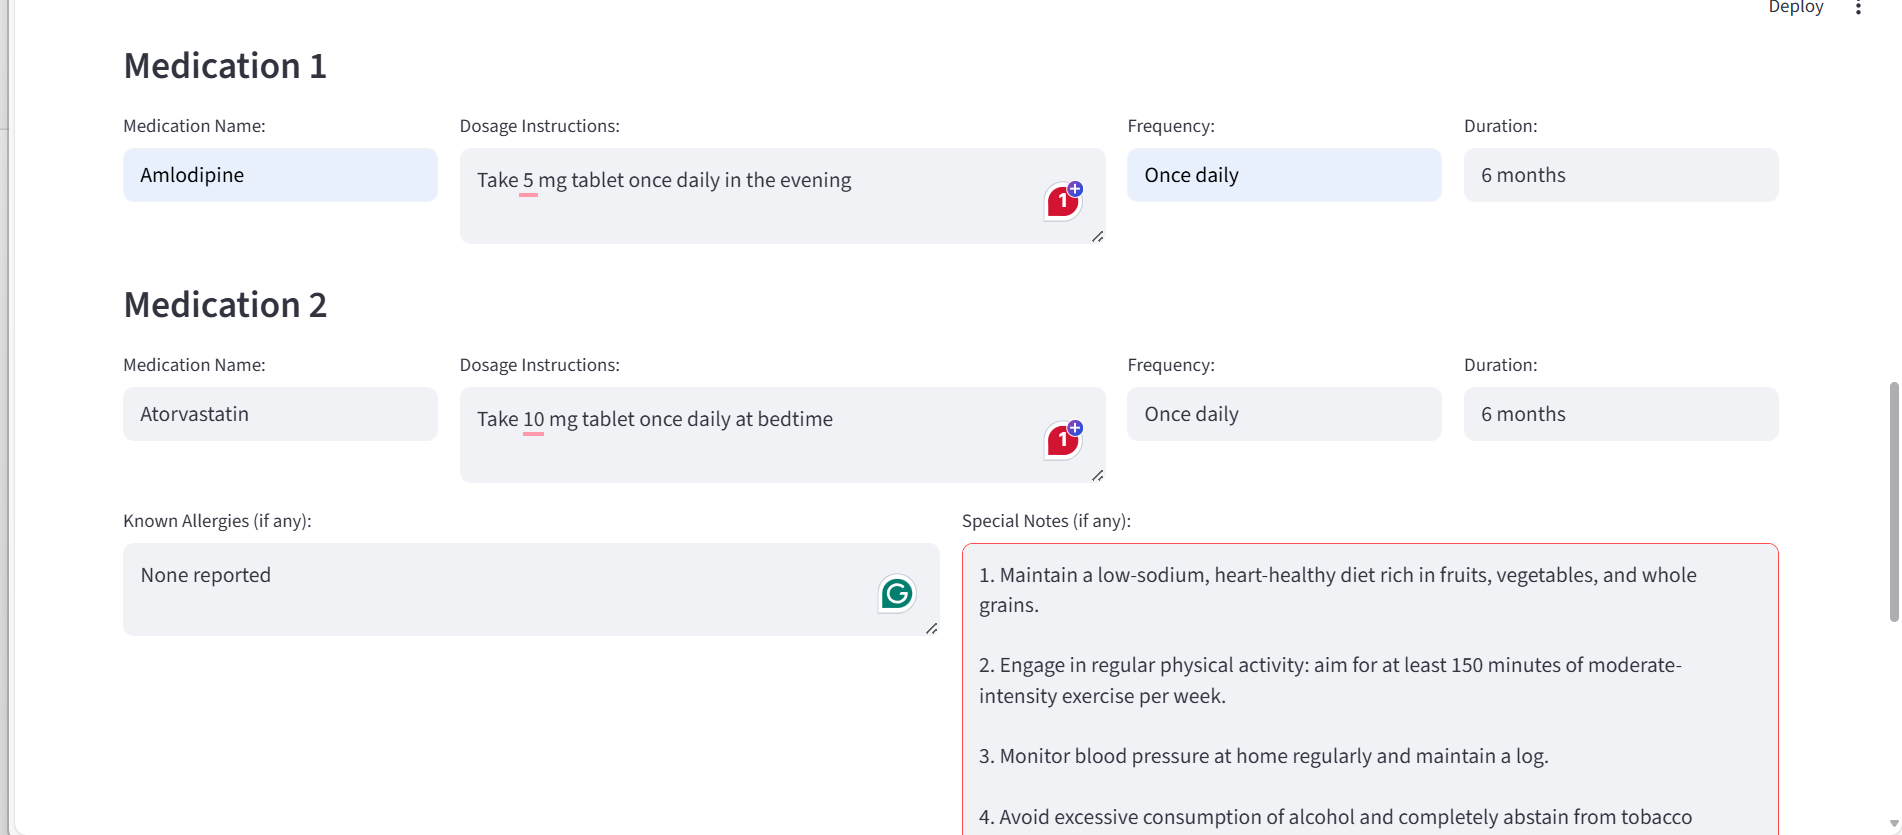 Deploy
Medication 1
Medication Name:
Dosage Instructions:
Frequency:
Duration:
Amlodipine
Take 5 mg tablet once daily in the evening
1
Once daily
6 months
Medication 2
Medication Name:
Dosage Instructions:
Frequency:
Duration:
Atorvastatin
Take 10 mg tablet once daily at bedtime
1
Once daily
6 months
Known Allergies (if any):
Special Notes (if any):
None reported
1. Maintain a low-sodium, heart-healthy diet rich in fruits, vegetables, and whole
grains.
2. Engage in regular physical activity: aim for at least 150 minutes of moderate-
intensity exercise per week.
3. Monitor blood pressure at home regularly and maintain a log.
4. Avoid excessive consumption of alcohol and completely abstain from tobacco